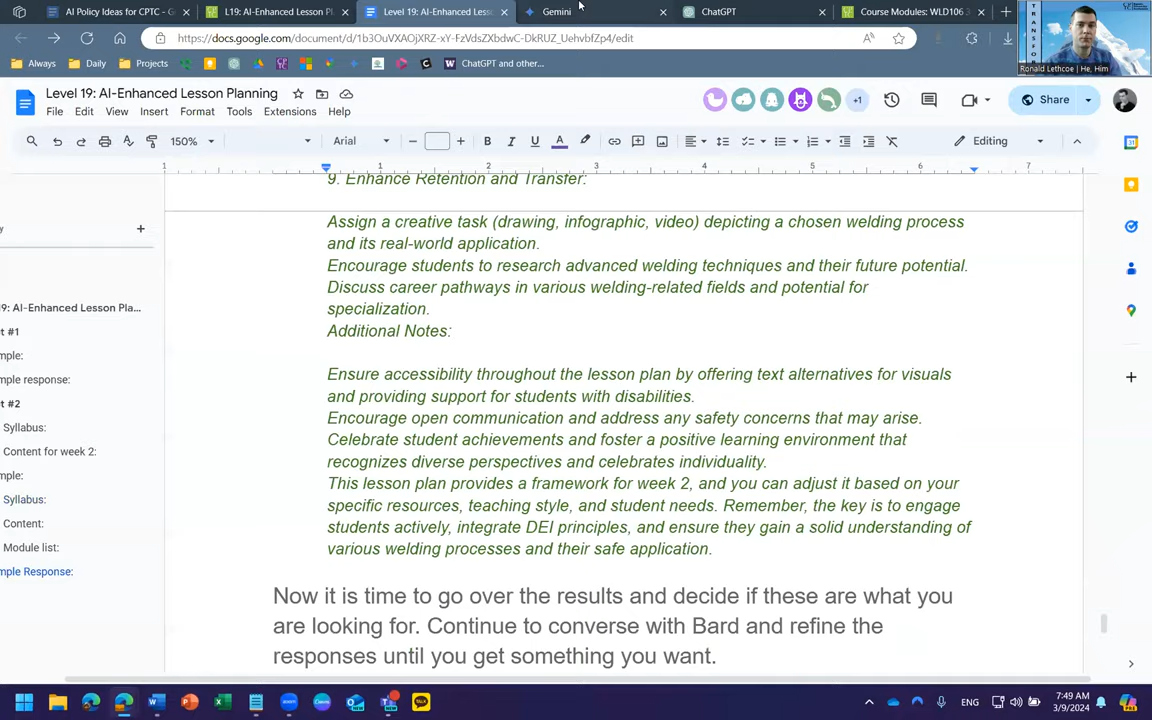 AI Policy Ideas for CPTC - G
L19: AI-Enhanced Lesson Pl
Level 19: AI-Enhanced Less
Gemini
ChatGPT
Course Modules: WLD106
https://docs.google.com/document/d/1b3OuVXAOjXRZ-xY-FzVdsZXbdwC-DkRUZ_UehvbfZp4/edit
Always
Daily
Projects
ChatGPT and other...
TRANSFO
Ronald Lethcoe | He, Him
Level 19: AI-Enhanced Lesson Planning
File Edit View Insert Format Tools Extensions Help
+1
Share
150%
Arial
Editing
1 1 2 3 4 5 6 7
9. Enhance Retention and Transfer:
Assign a creative task (drawing, infographic, video) depicting a chosen welding process
and its real-world application.
Encourage students to research advanced welding techniques and their future potential.
Discuss career pathways in various welding-related fields and potential for
specialization.
Additional Notes:
Ensure accessibility throughout the lesson plan by offering text alternatives for visuals
and providing support for students with disabilities.
Encourage open communication and address any safety concerns that may arise.
Celebrate student achievements and foster a positive learning environment that
recognizes diverse perspectives and celebrates individuality.
This lesson plan provides a framework for week 2, and you can adjust it based on your
specific resources, teaching style, and student needs. Remember, the key is to engage
students actively, integrate DEI principles, and ensure they gain a solid understanding of
various welding processes and their safe application.
Now it is time to go over the results and decide if these are what you
are looking for. Continue to converse with Bard and refine the
responses until you get something you want.
y
19: AI-Enhanced Lesson Pla...
t #1
mple:
mple response:
t #2
Syllabus:
Content for week 2:
mple:
Syllabus:
Content:
Module list:
mple Response:
ENG
7:49 AM
3/9/2024